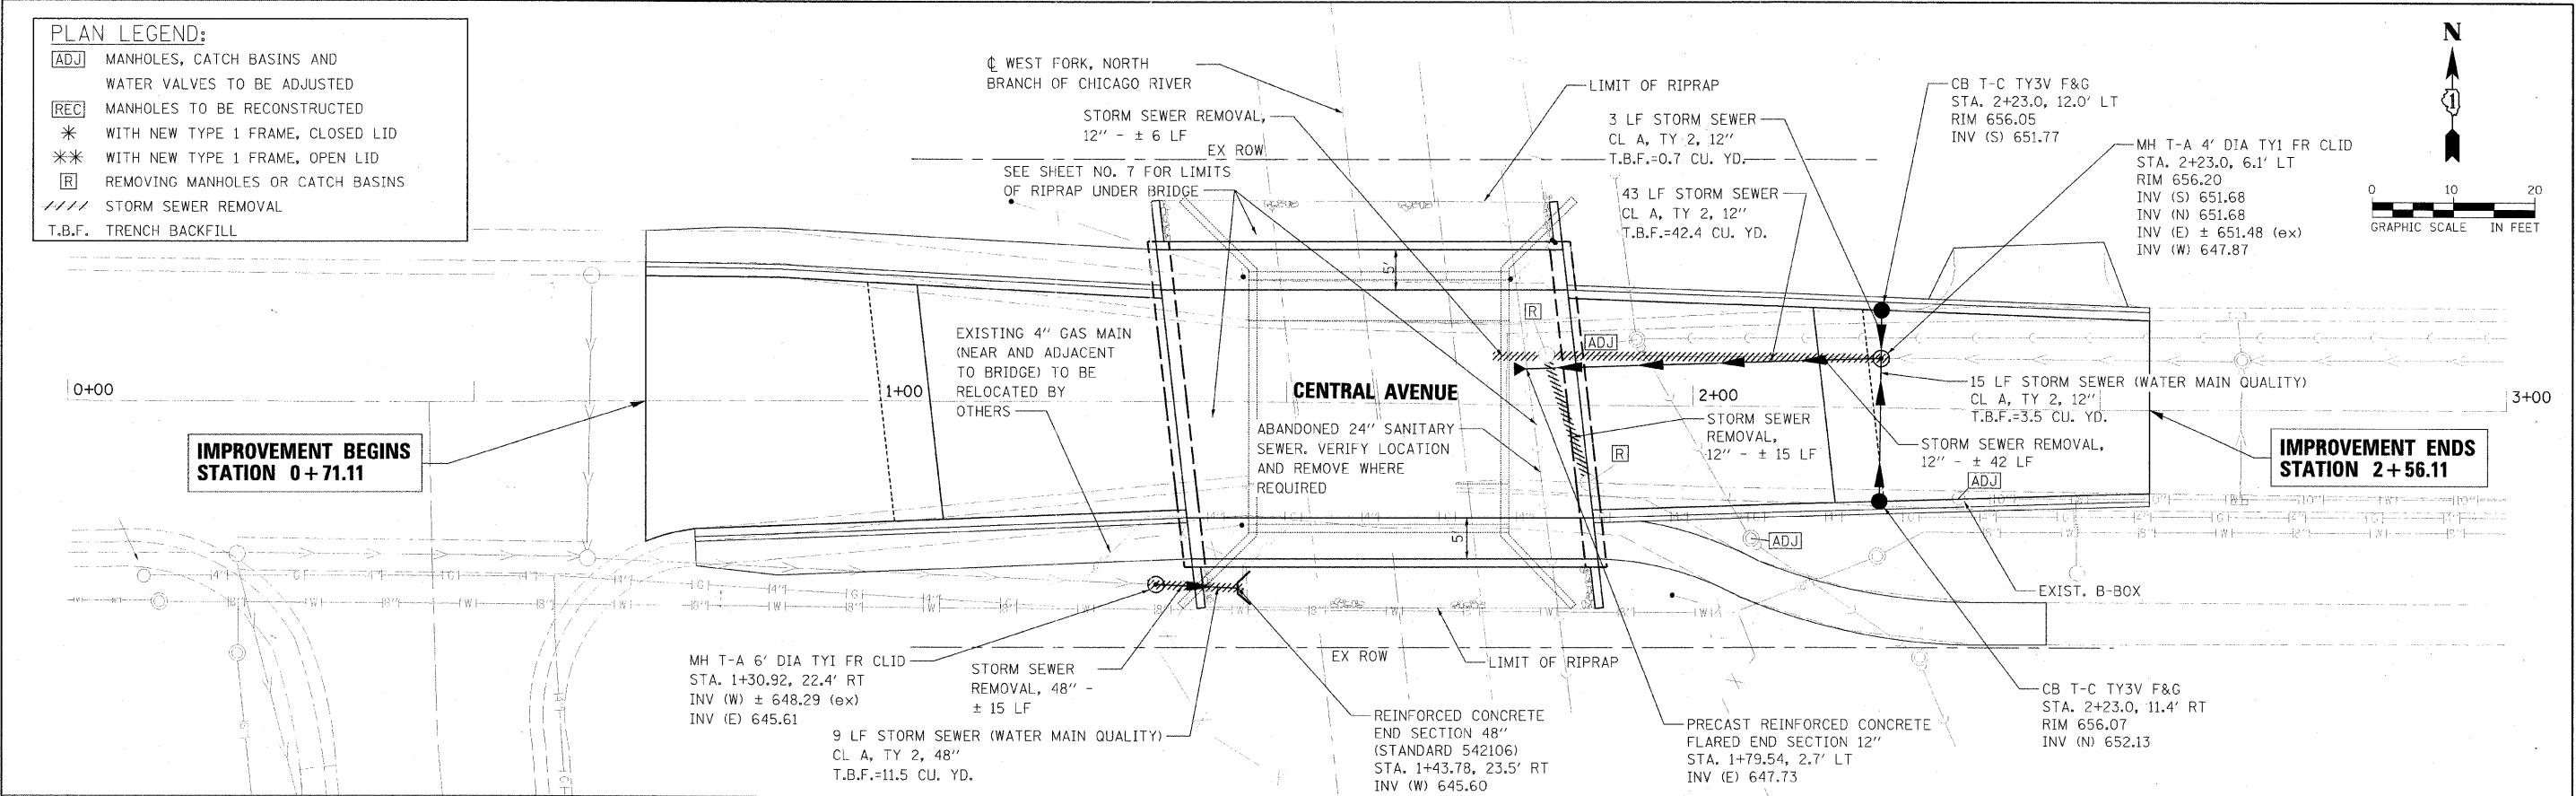 PLAN LEGEND:
ADJ MANHOLES, CATCH BASINS AND
WATER VALVES TO BE ADJUSTED
REC MANHOLES TO BE RECONSTRUCTED
* WITH NEW TYPE 1 FRAME, CLOSED LID
** WITH NEW TYPE 1 FRAME, OPEN LID
R REMOVING MANHOLES OR CATCH BASINS
//// STORM SEWER REMOVAL
T.B.F. TRENCH BACKFILL
℄ WEST FORK, NORTH
BRANCH OF CHICAGO RIVER
STORM SEWER REMOVAL,
12" - ± 6 LF
EX ROW
SEE SHEET NO. 7 FOR LIMITS
OF RIPRAP UNDER BRIDGE
LIMIT OF RIPRAP
3 LF STORM SEWER
CL A, TY 2, 12"
T.B.F.=0.7 CU. YD.
43 LF STORM SEWER
CL A, TY 2, 12"
T.B.F.=42.4 CU. YD.
CB T-C TY3V F&G
STA. 2+23.0, 12.0' LT
RIM 656.05
INV (S) 651.77
MH T-A 4' DIA TY1 FR CLID
STA. 2+23.0, 6.1' LT
RIM 656.20
INV (S) 651.68
INV (N) 651.68
INV (E) ± 651.48 (ex)
INV (W) 647.87
N
1
0 10 20
GRAPHIC SCALE IN FEET
5'
R
ADJ
EXISTING 4" GAS MAIN
(NEAR AND ADJACENT
TO BRIDGE) TO BE
RELOCATED BY
OTHERS
0+00
1+00
CENTRAL AVENUE
2+00
3+00
IMPROVEMENT BEGINS
STATION 0+71.11
ABANDONED 24" SANITARY
SEWER. VERIFY LOCATION
AND REMOVE WHERE
REQUIRED
STORM SEWER
REMOVAL,
12" - ± 15 LF
R
15 LF STORM SEWER (WATER MAIN QUALITY)
CL A, TY 2, 12"
T.B.F.=3.5 CU. YD.
STORM SEWER REMOVAL,
12" - ± 42 LF
ADJ
IMPROVEMENT ENDS
STATION 2+56.11
5'
ADJ
EXIST. B-BOX
MH T-A 6' DIA TY1 FR CLID
STA. 1+30.92, 22.4' RT
INV (W) ± 648.29 (ex)
INV (E) 645.61
STORM SEWER
REMOVAL, 48" -
± 15 LF
9 LF STORM SEWER (WATER MAIN QUALITY)
CL A, TY 2, 48"
T.B.F.=11.5 CU. YD.
EX ROW
LIMIT OF RIPRAP
REINFORCED CONCRETE
END SECTION 48"
(STANDARD 542106)
STA. 1+43.78, 23.5' RT
INV (W) 645.60
PRECAST REINFORCED CONCRETE
FLARED END SECTION 12"
STA. 1+79.54, 2.7' LT
INV (E) 647.73
CB T-C TY3V F&G
STA. 2+23.0, 11.4' RT
RIM 656.07
INV (N) 652.13